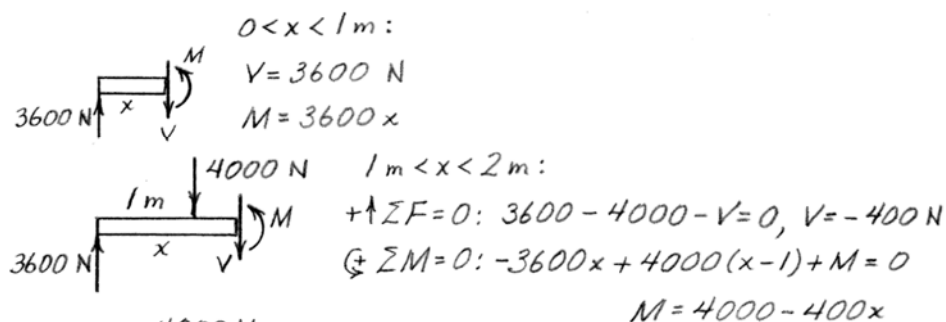 0 < x < 1 m:
M
V = 3600 N
3600 N
x
V
M = 3600 x
4000 N
1 m < x < 2 m:
1 m
M
+↑ΣF = 0: 3600 - 4000 - V = 0, V = -400 N
x
3600 N
V
ΣM = 0: -3600x + 4000(x-1) + M = 0
M = 4000 - 400x